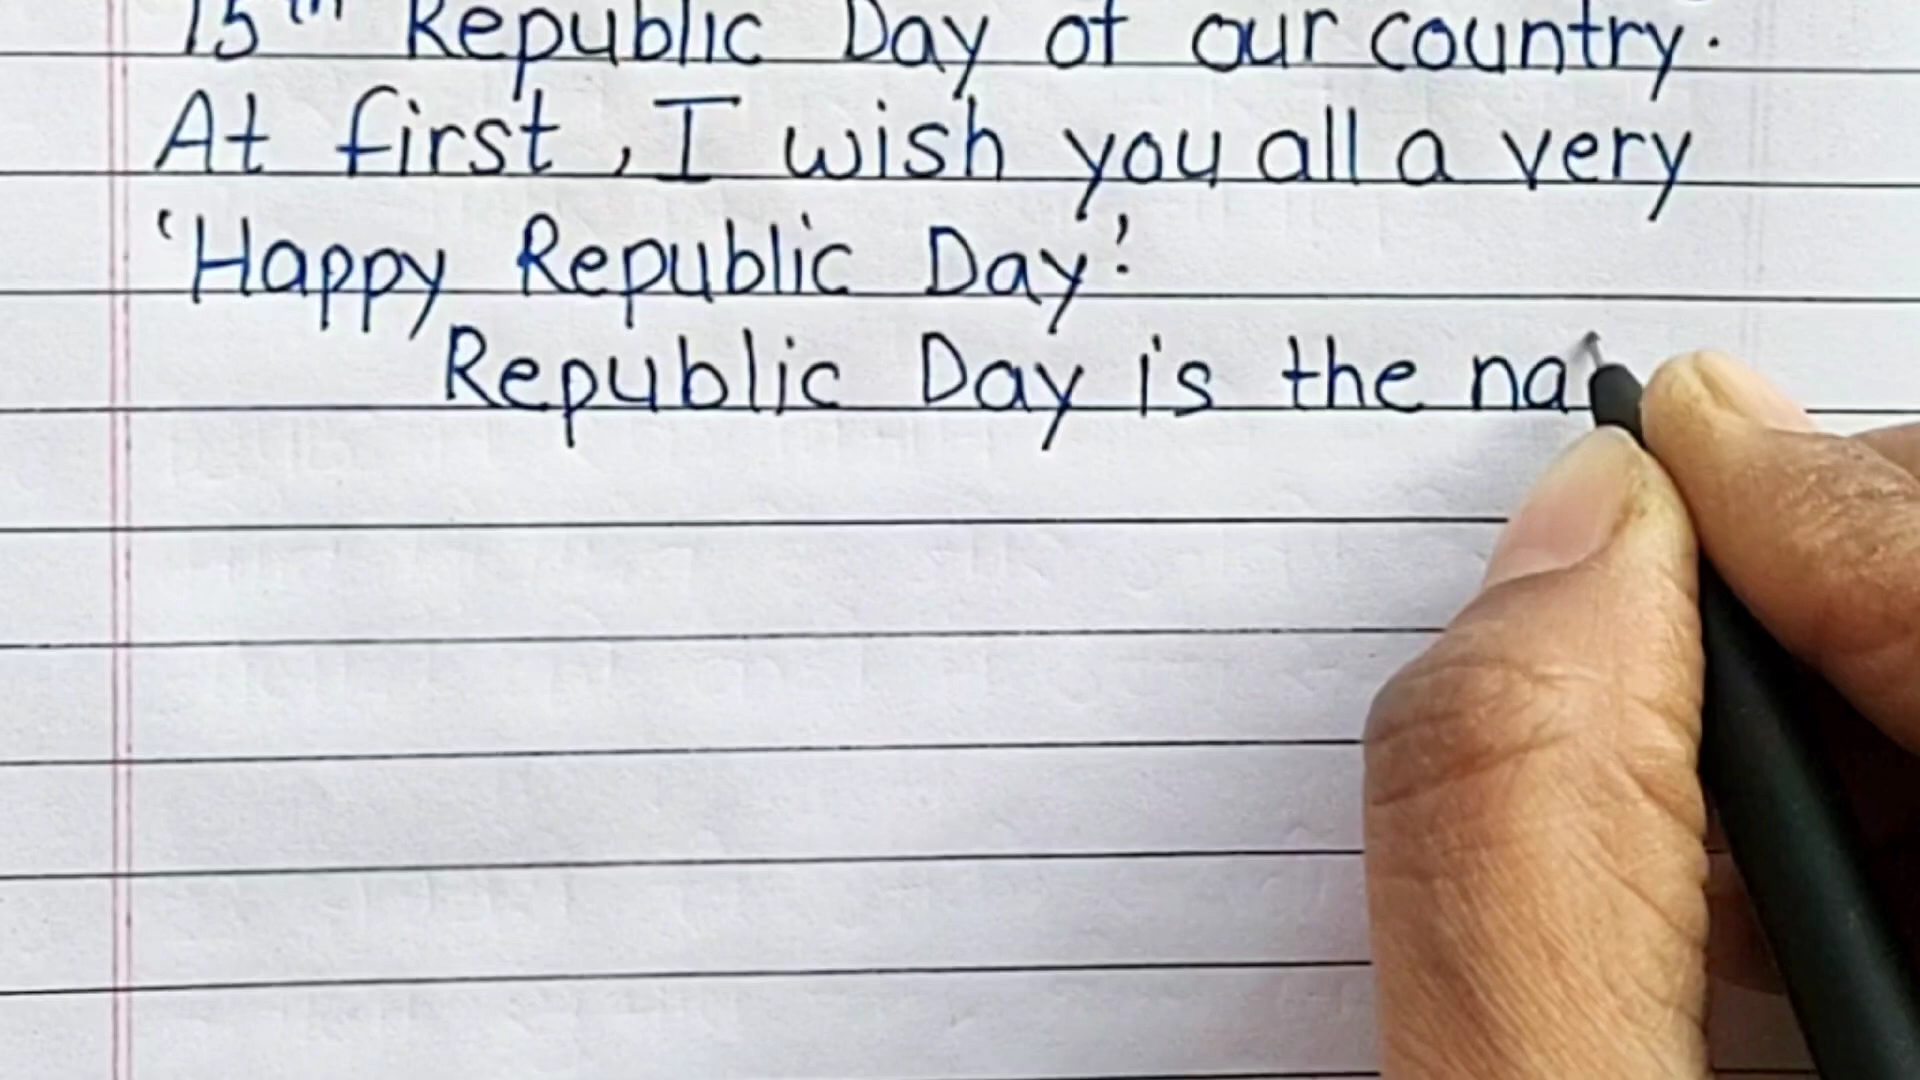 15th Republic Day of our country.
At first, I wish you all a very
'Happy Republic Day!'
Republic Day is the na